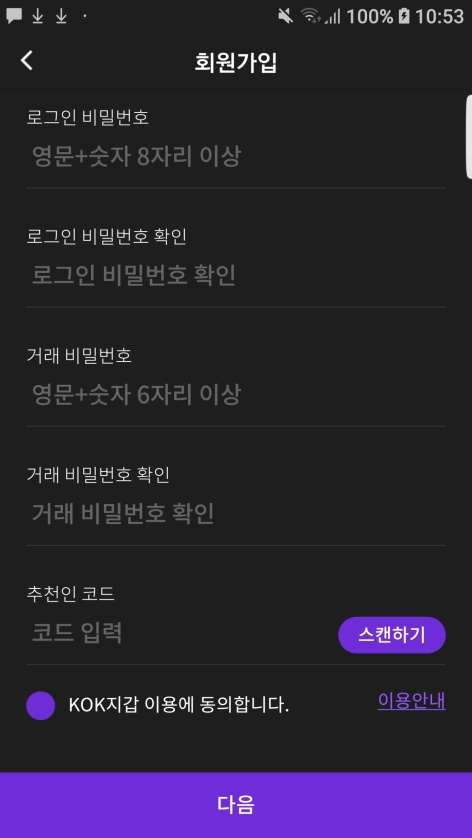 100% 10:53
회원가입
로그인 비밀번호
영문+숫자 8자리 이상
로그인 비밀번호 확인
로그인 비밀번호 확인
거래 비밀번호
영문+숫자 6자리 이상
거래 비밀번호 확인
거래 비밀번호 확인
추천인 코드
코드 입력 스캔하기
KOK지갑 이용에 동의합니다. 이용안내
다음